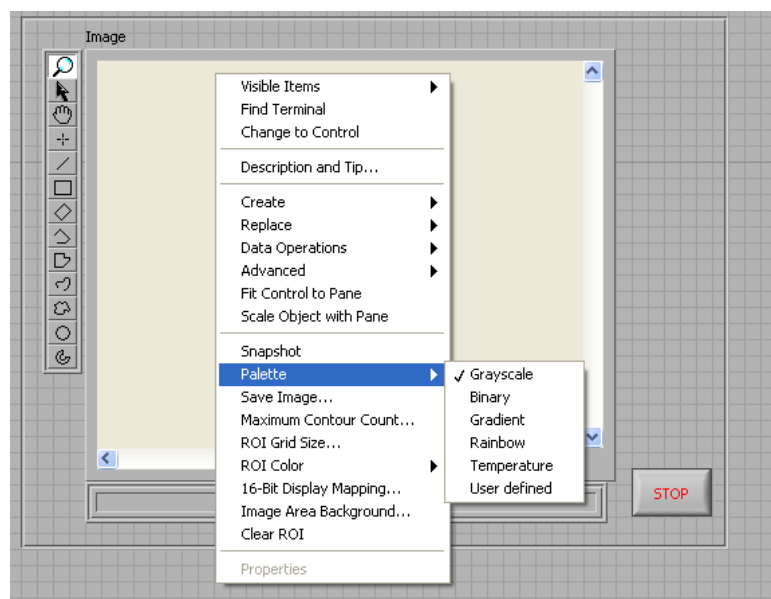 Image
Visible Items
Find Terminal
Change to Control
Description and Tip...
Create
Replace
Data Operations
Advanced
Fit Control to Pane
Scale Object with Pane
Snapshot
Palette
Save Image...
Maximum Contour Count...
ROI Grid Size...
ROI Color
16-Bit Display Mapping...
Image Area Background...
Clear ROI
Properties
Grayscale
Binary
Gradient
Rainbow
Temperature
User defined
STOP